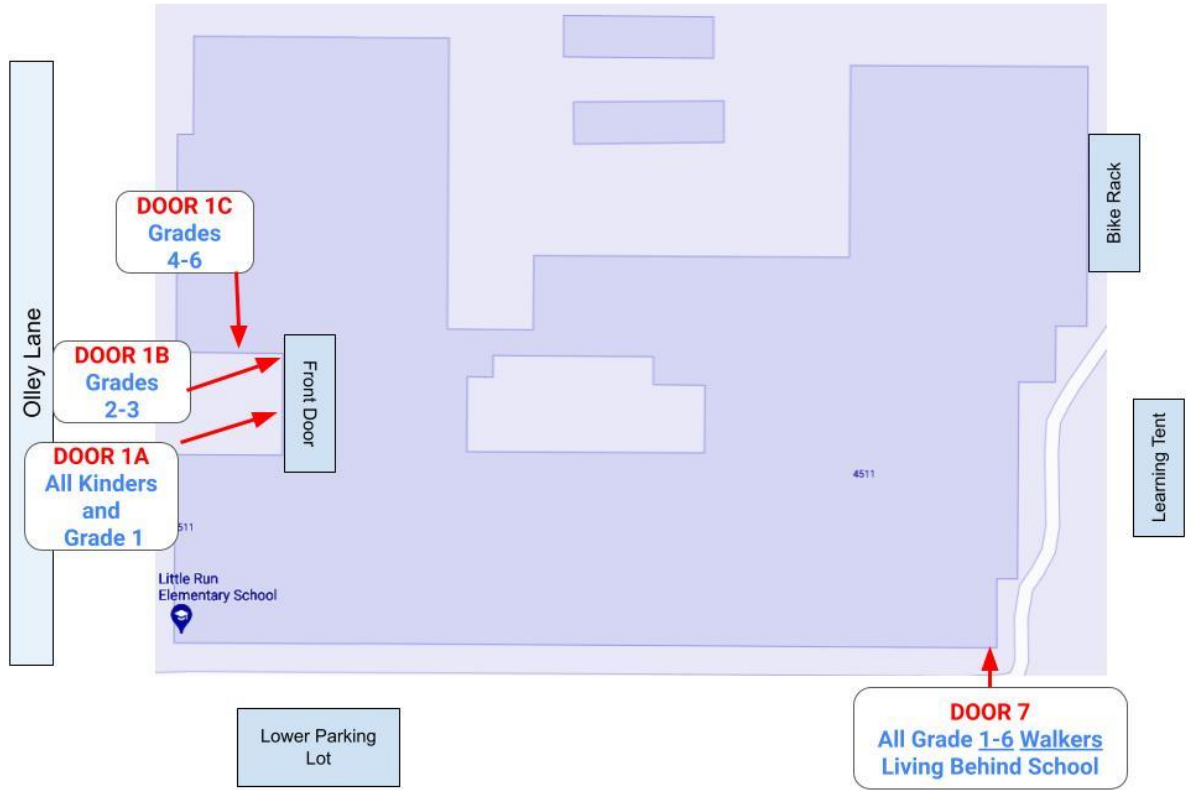 DOOR 1C
Grades
4-6
DOOR 1B
Grades
2-3
DOOR 1A
All Kinders
and
Grade 1
Olley Lane
Front Door
Bike Rack
Learning Tent
4511
511
Little Run
Elementary School
Lower Parking
Lot
DOOR 7
All Grade 1-6 Walkers
Living Behind School